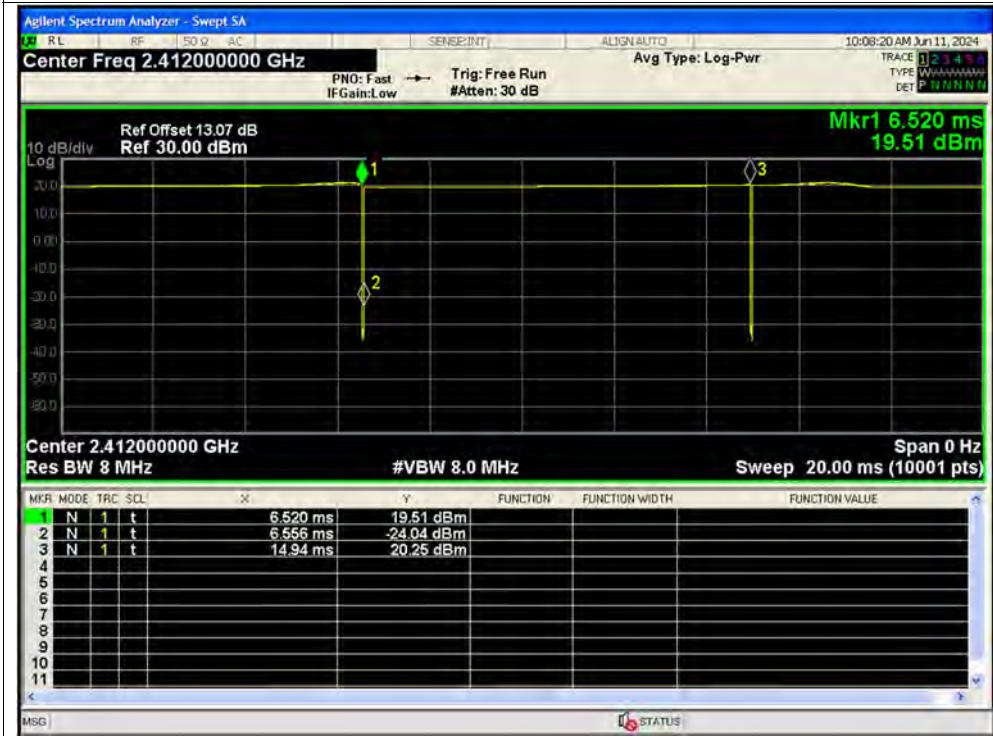 Agilent Spectrum Analyzer - Swept SA
RL RF 50 Ω AC SENSE:INT ALIGN AUTO 10:08:20 AM Jun 11, 2024
Center Freq 2.412000000 GHz
Avg Type: Log-Pwr
TRACE 1 2 3 4 5 6
PNO: Fast Trig: Free Run
TYPE
IFGain:Low #Atten: 30 dB
DET P N N N N N
Mkr1 6.520 ms
Ref Offset 13.07 dB
19.51 dBm
10 dB/div Ref 30.00 dBm
Log
1
3
20.0
10.0
0.00
-10.0
2
-20.0
-30.0
-40.0
-50.0
-60.0
Center 2.412000000 GHz Span 0 Hz
Res BW 8 MHz #VBW 8.0 MHz Sweep 20.00 ms (10001 pts)
MKR MODE TRC SCL X Y FUNCTION FUNCTION WIDTH FUNCTION VALUE
1 N 1 t 6.520 ms 19.51 dBm
2 N 1 t 6.556 ms -24.04 dBm
3 N 1 t 14.94 ms 20.25 dBm
4
5
6
7
8
9
10
11
MSG STATUS